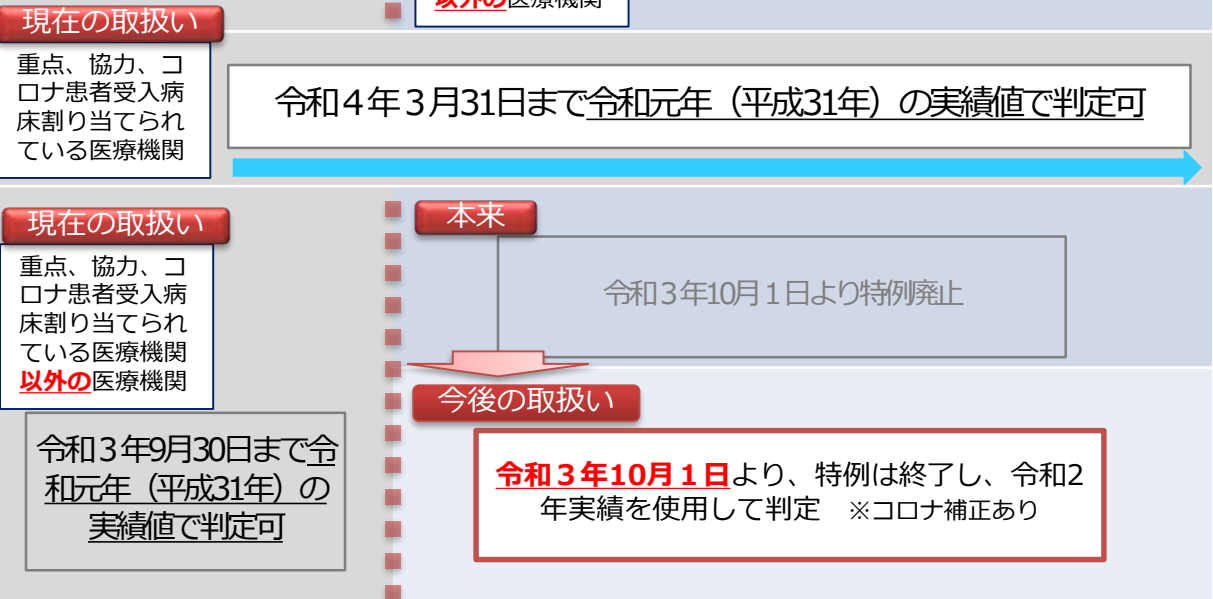 以外の医療機関
現在の取扱い
重点、協力、コ
ロナ患者受入病
床割り当てられ
ている医療機関
令和４年３月31日まで令和元年（平成31年）の実績値で判定可
現在の取扱い
重点、協力、コ
ロナ患者受入病
床割り当てられ
ている医療機関
以外の医療機関
令和３年9月30日まで令
和元年（平成31年）の
実績値で判定可
本来
令和３年10月１日より特例廃止
今後の取扱い
令和３年10月１日より、特例は終了し、令和2
年実績を使用して判定　※コロナ補正あり